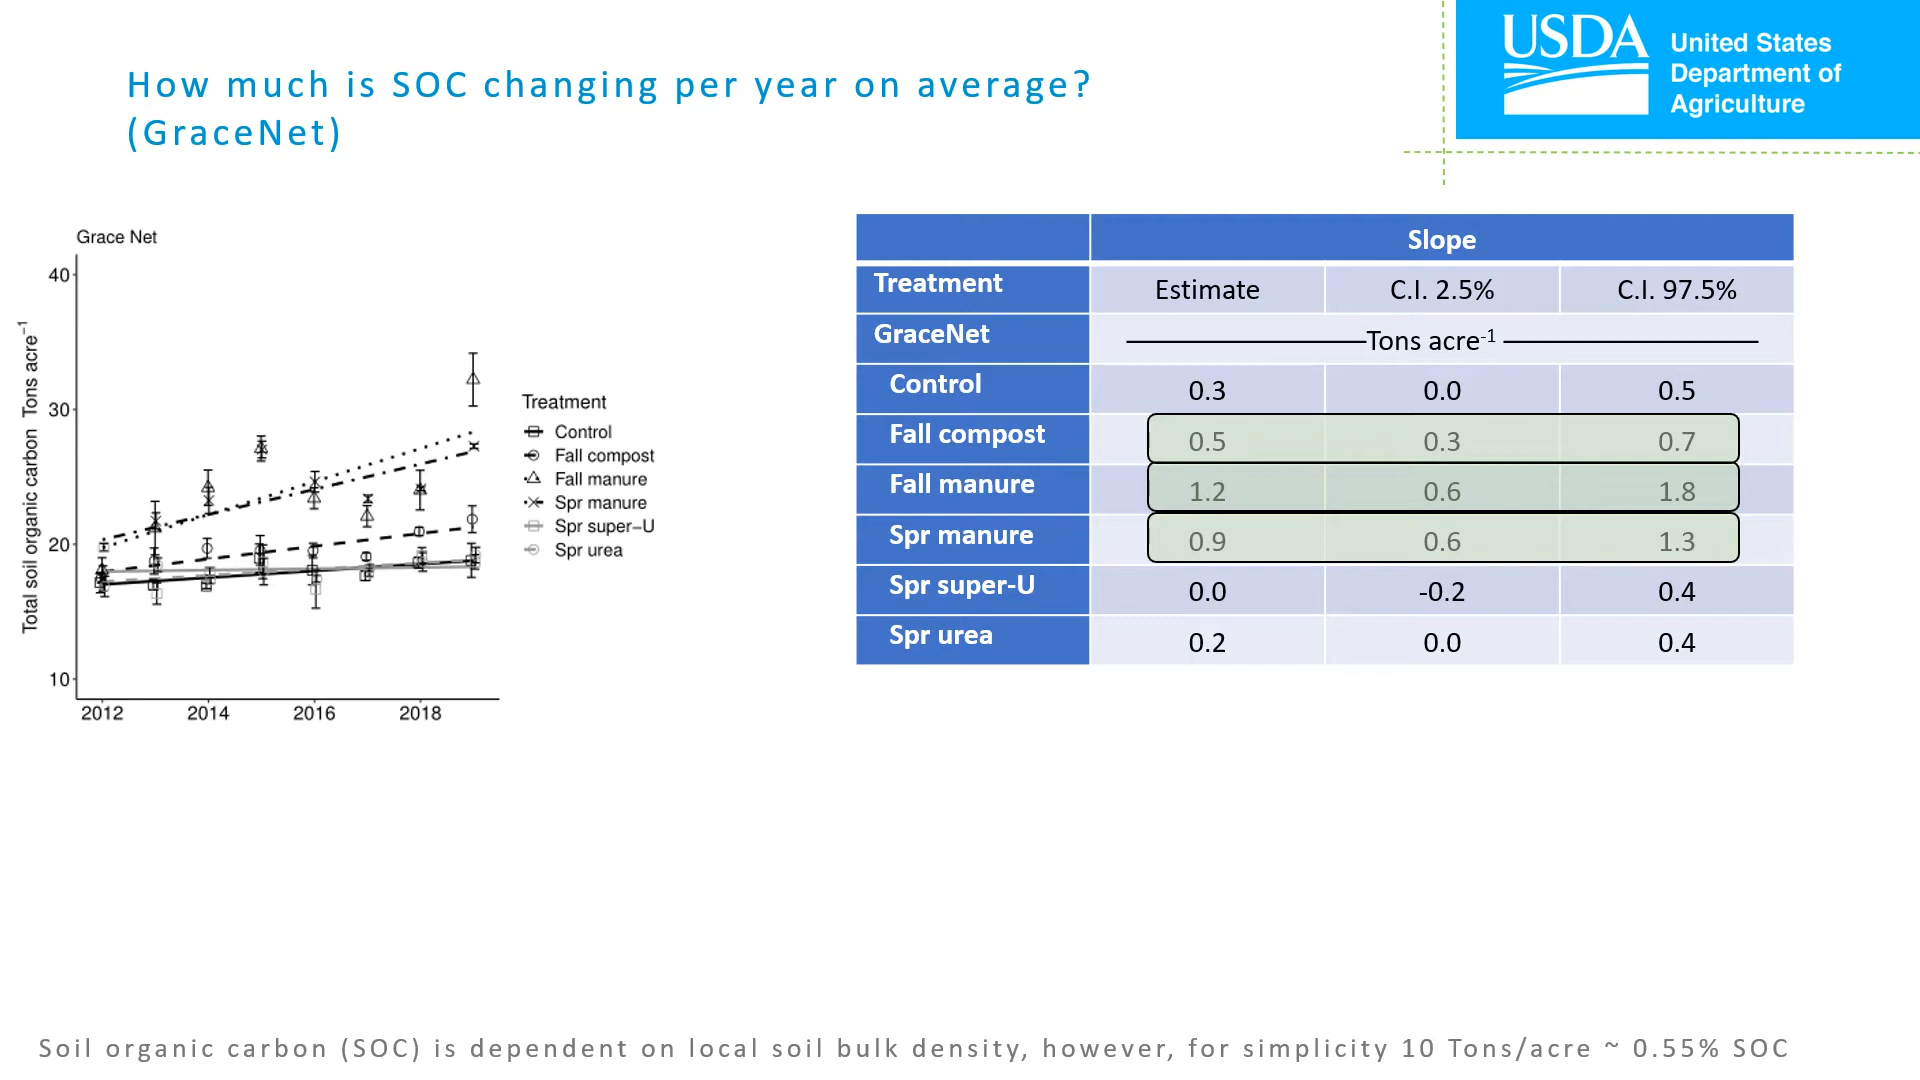 How much is SOC changing per year on average?
(GraceNet)
USDA
United States
Department of
Agriculture
Grace Net
Total soil organic carbon Tons acre⁻¹
40
30
20
10
2012 2014 2016 2018
Treatment
Control
Fall compost
Fall manure
Spr manure
Spr super−U
Spr urea
Slope
Treatment Estimate C.I. 2.5% C.I. 97.5%
GraceNet Tons acre⁻¹
Control 0.3 0.0 0.5
Fall compost 0.5 0.3 0.7
Fall manure 1.2 0.6 1.8
Spr manure 0.9 0.6 1.3
Spr super-U 0.0 -0.2 0.4
Spr urea 0.2 0.0 0.4
Soil organic carbon (SOC) is dependent on local soil bulk density, however, for simplicity 10 Tons/acre ~ 0.55% SOC